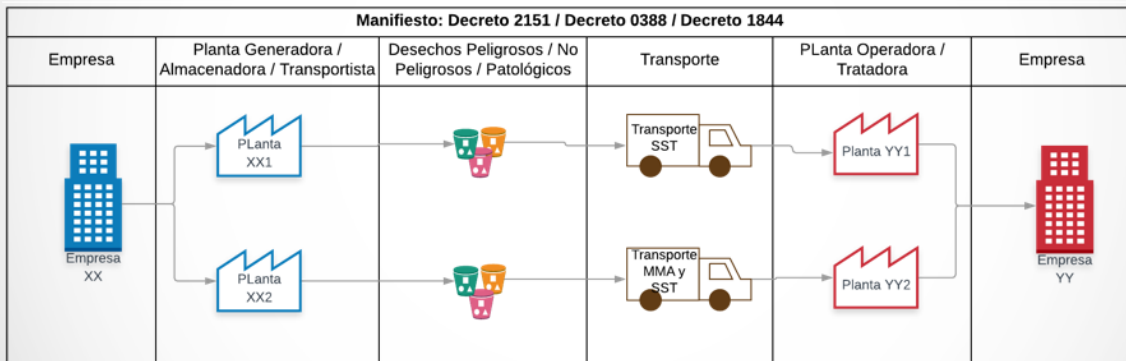 Manifiesto: Decreto 2151 / Decreto 0388 / Decreto 1844
Empresa
Planta Generadora /
Almacenadora / Transportista
Desechos Peligrosos / No
Peligrosos / Patológicos
Transporte
PLanta Operadora /
Tratadora
Empresa
PLanta
XX1
Transporte
SST
Planta YY1
Empresa
XX
PLanta
XX2
Transporte
MMA y
SST
Planta YY2
Empresa
YY